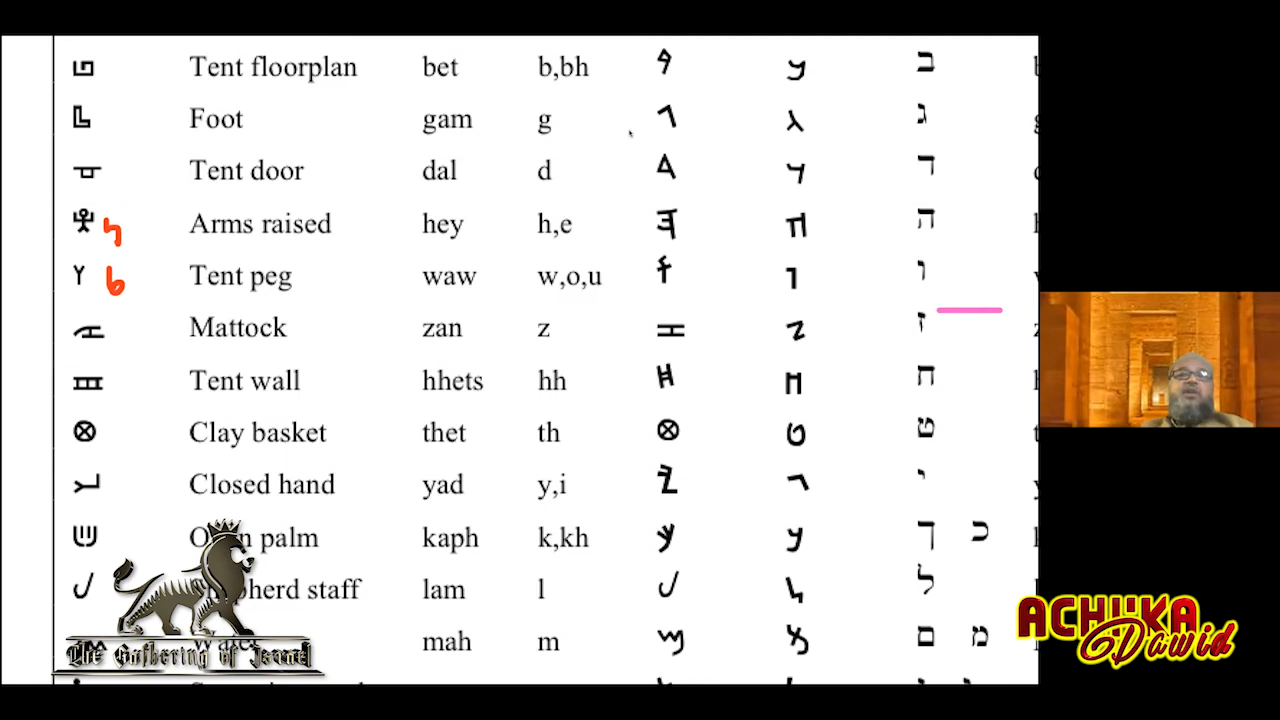 Tent floorplan bet b,bh 𐤁 ב
Foot gam g 𐤂 ג
Tent door dal d 𐤃 ד
Arms raised hey h,e 𐤄 ה
Tent peg waw w,o,u 𐤅 ו
Mattock zan z 𐤆 ז
Tent wall hhets hh 𐤇 ח
Clay basket thet th 𐤈 ט
Closed hand yad y,i 𐤉 י
palm kaph k,kh 𐤊 ך כ
staff lam l 𐤋 ל
mah m 𐤌 ם מ
The Gathering of Israel
ACHUKA
Dawid